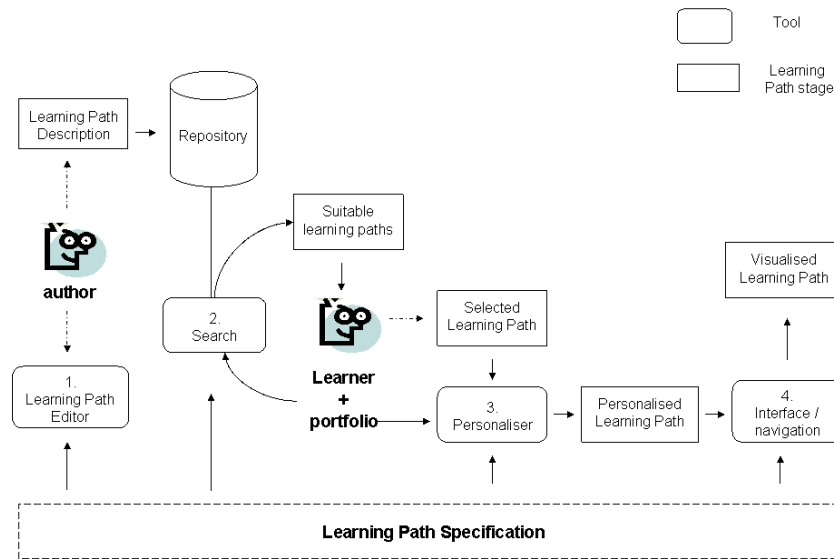 Tool
Learning
Path stage
Learning Path
Description
Repository
Suitable
learning paths
author
Visualised
Learning Path
2.
Search
Selected
Learning Path
1.
Learning Path
Editor
Learner
+
portfolio
3.
Personaliser
Personalised
Learning Path
4.
Interface /
navigation
Learning Path Specification